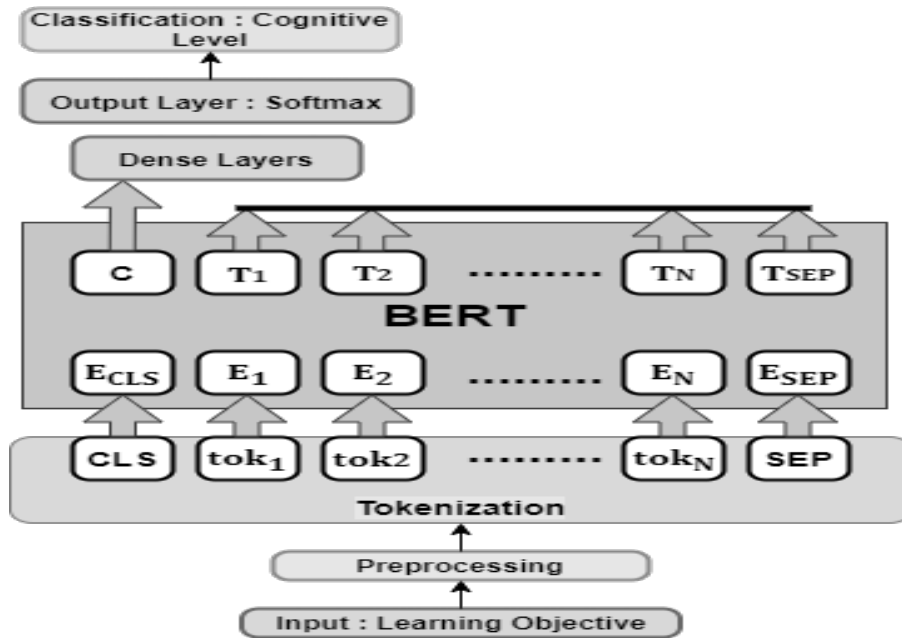 Classification : Cognitive
Level
Output Layer : Softmax
Dense Layers
C T1 T2 ......... TN TSEP
BERT
ECLS E1 E2 ......... EN ESEP
CLS tok1 tok2 ......... tokN SEP
Tokenization
Preprocessing
Input : Learning Objective